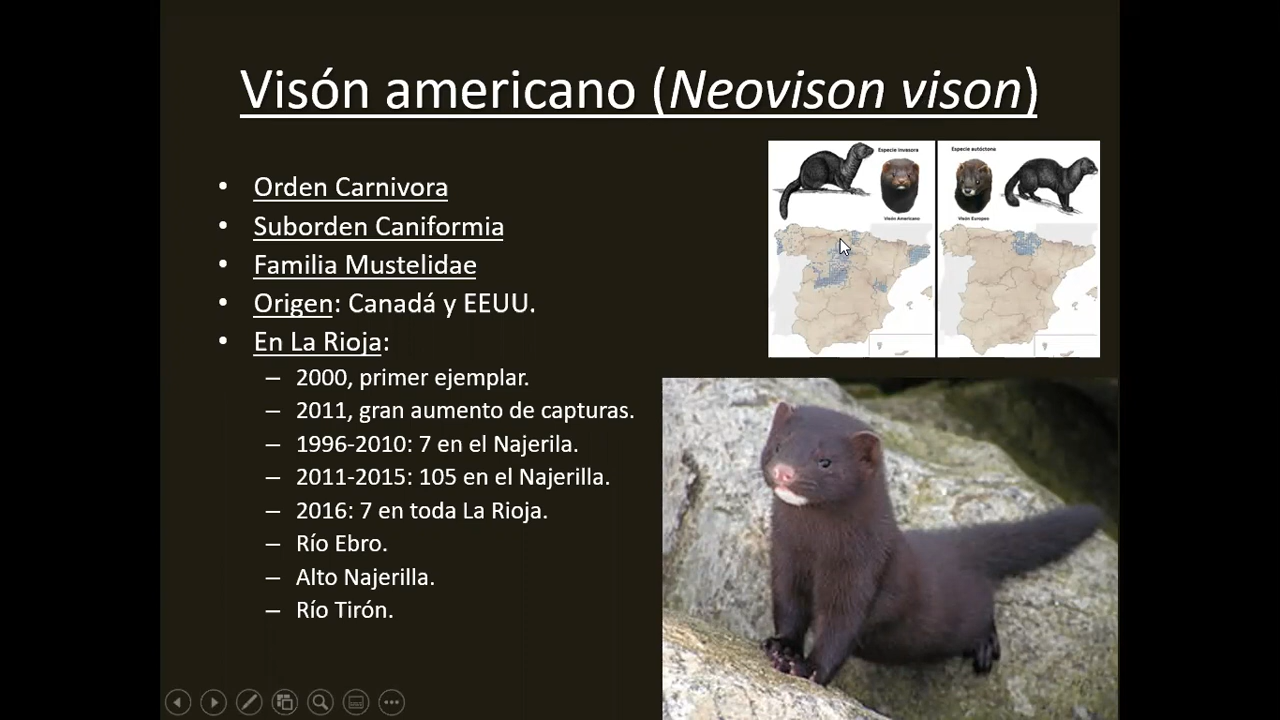 Visón americano (Neovison vison)
Especie invasora
Especie autóctona
Visón Americano
Visón Europeo
• Orden Carnivora
• Suborden Caniformia
• Familia Mustelidae
• Origen: Canadá y EEUU.
• En La Rioja:
– 2000, primer ejemplar.
– 2011, gran aumento de capturas.
– 1996-2010: 7 en el Najerila.
– 2011-2015: 105 en el Najerilla.
– 2016: 7 en toda La Rioja.
– Río Ebro.
– Alto Najerilla.
– Río Tirón.